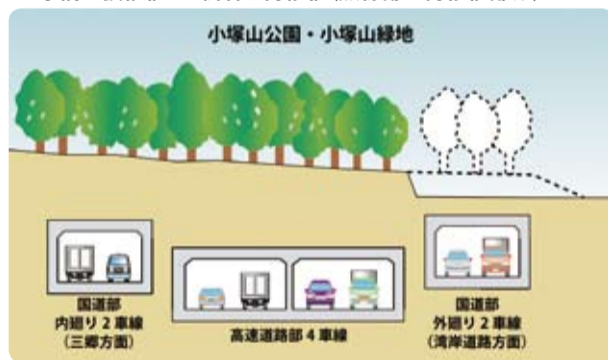 小塚山公園・小塚山緑地
国道部
内廻り2車線
（三郷方面）
高速道路部4車線
国道部
外廻り2車線
（湾岸道路方面）